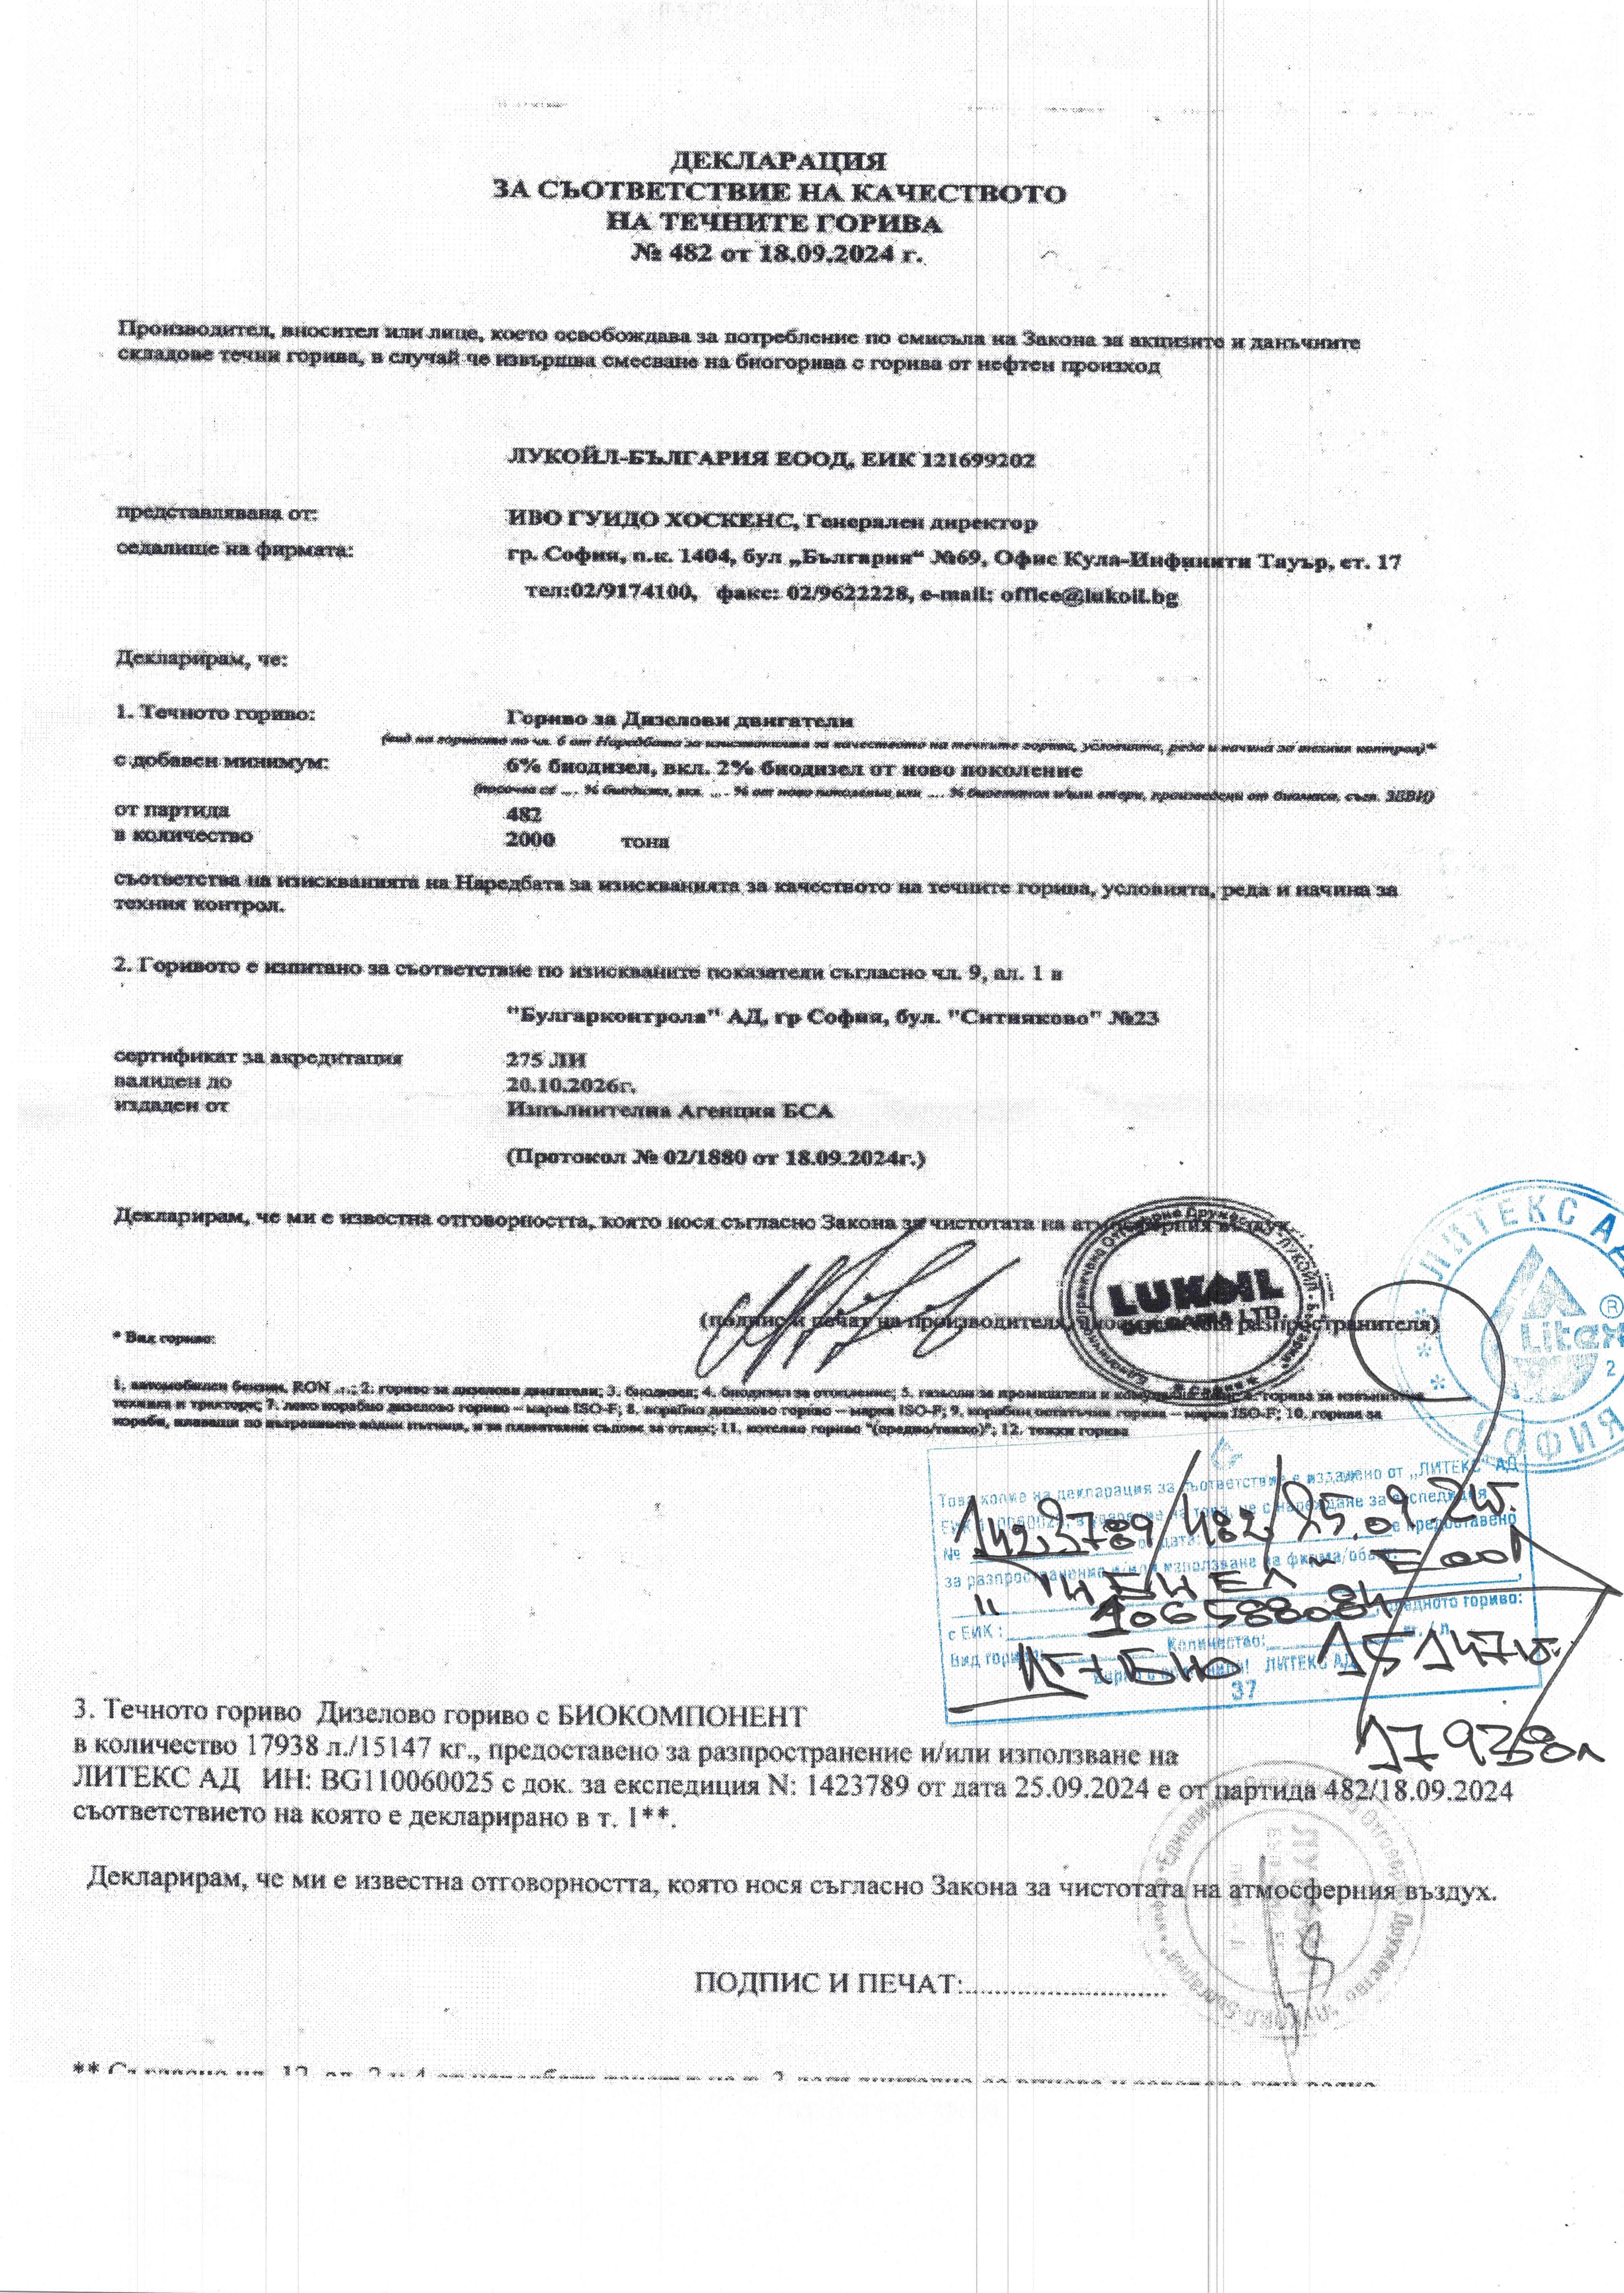 ДЕКЛАРАЦИЯ
ЗА СЪОТВЕТСТВИЕ НА КАЧЕСТВОТО
НА ТЕЧНИТЕ ГОРИВА
№ 482 от 18.09.2024 г.
Производител, вносител или лице, което освобождава за потребление по смисъла на Закона за акцизите и данъчните
складове течни горива, в случай че извършва смесване на биогорива с горива от нефтен произход
ЛУКОЙЛ-БЪЛГАРИЯ ЕООД, ЕИК 121699202
представлявана от: ИВО ГУИДО ХОСКЕНС, Генерален директор
седалище на фирмата: гр. София, п.к. 1404, бул „България“ №69, Офис Кула-Инфинити Тауър, ет. 17
тел:02/9174100, факс: 02/9622228, e-mail: office@lukoil.bg
Декларирам, че:
1. Течното гориво: Гориво за Дизелови двигатели
(вид на горивото по чл. 6 от Наредбата за изискванията за качеството на течните горива, условията, реда и начина за техния контрол)*
с добавен минимум: 6% биодизел, вкл. 2% биодизел от ново поколение
(посочва се .... % биодизел, вкл. .... % от ново поколение или .... % биоетанол и/или етери, произведени от биомаса, съгл. ЗЕВИ)
от партида 482
в количество 2000 тона
съответства на изискванията на Наредбата за изискванията за качеството на течните горива, условията, реда и начина за
техния контрол.
2. Горивото е изпитано за съответствие по изискваните показатели съгласно чл. 9, ал. 1 в
"Булгарконтрола" АД, гр София, бул. "Ситняково" №23
сертификат за акредитация 275 ЛИ
валиден до 20.10.2026г.
издаден от Изпълнителна Агенция БСА
(Протокол № 02/1880 от 18.09.2024г.)
Декларирам, че ми е известна отговорността, която нося съгласно Закона за чистотата на атмосферния въздух.
LUKOIL
BULGARIA LTD.
(подпис и печат на производителя, вносителя разпространителя)
ЛИТЕКС АД
Litex
СОФИЯ
* Вид гориво:
1. автомобилен бензин, RON ...; 2. гориво за дизелови двигатели; 3. биодизел; 4. биодизел за отопление; 5. газьоли за промишлени и горива за извънпътна
техника и трактори; 7. леко корабно дизелово гориво – марка ISO-F; 8. корабно дизелово гориво – марка ISO-F; 9. корабни остатъчни горива – марка ISO-F; 10. горива за
кораби, плаващи по вътрешните водни пътища, и за плавателни съдове за отдих; 11. котелно гориво "(средно/тежко)"; 12. тежки горива
Това копие на декларация за съответствие е издадено от „ЛИТЕКС“ АД
1423789/482/25.09.24г.
за разпространение и/или използване на фирма/обект:
ЕООД
с ЕИК : 106588084
Вид гориво: Количество: 15147
ЛИТЕКС АД
37
17938л
3. Течното гориво Дизелово гориво с БИОКОМПОНЕНТ
в количество 17938 л./15147 кг., предоставено за разпространение и/или използване на
ЛИТЕКС АД ИН: BG110060025 с док. за експедиция N: 1423789 от дата 25.09.2024 е от партида 482/18.09.2024
съответствието на която е декларирано в т. 1**.
Декларирам, че ми е известна отговорността, която нося съгласно Закона за чистотата на атмосферния въздух.
ПОДПИС И ПЕЧАТ: